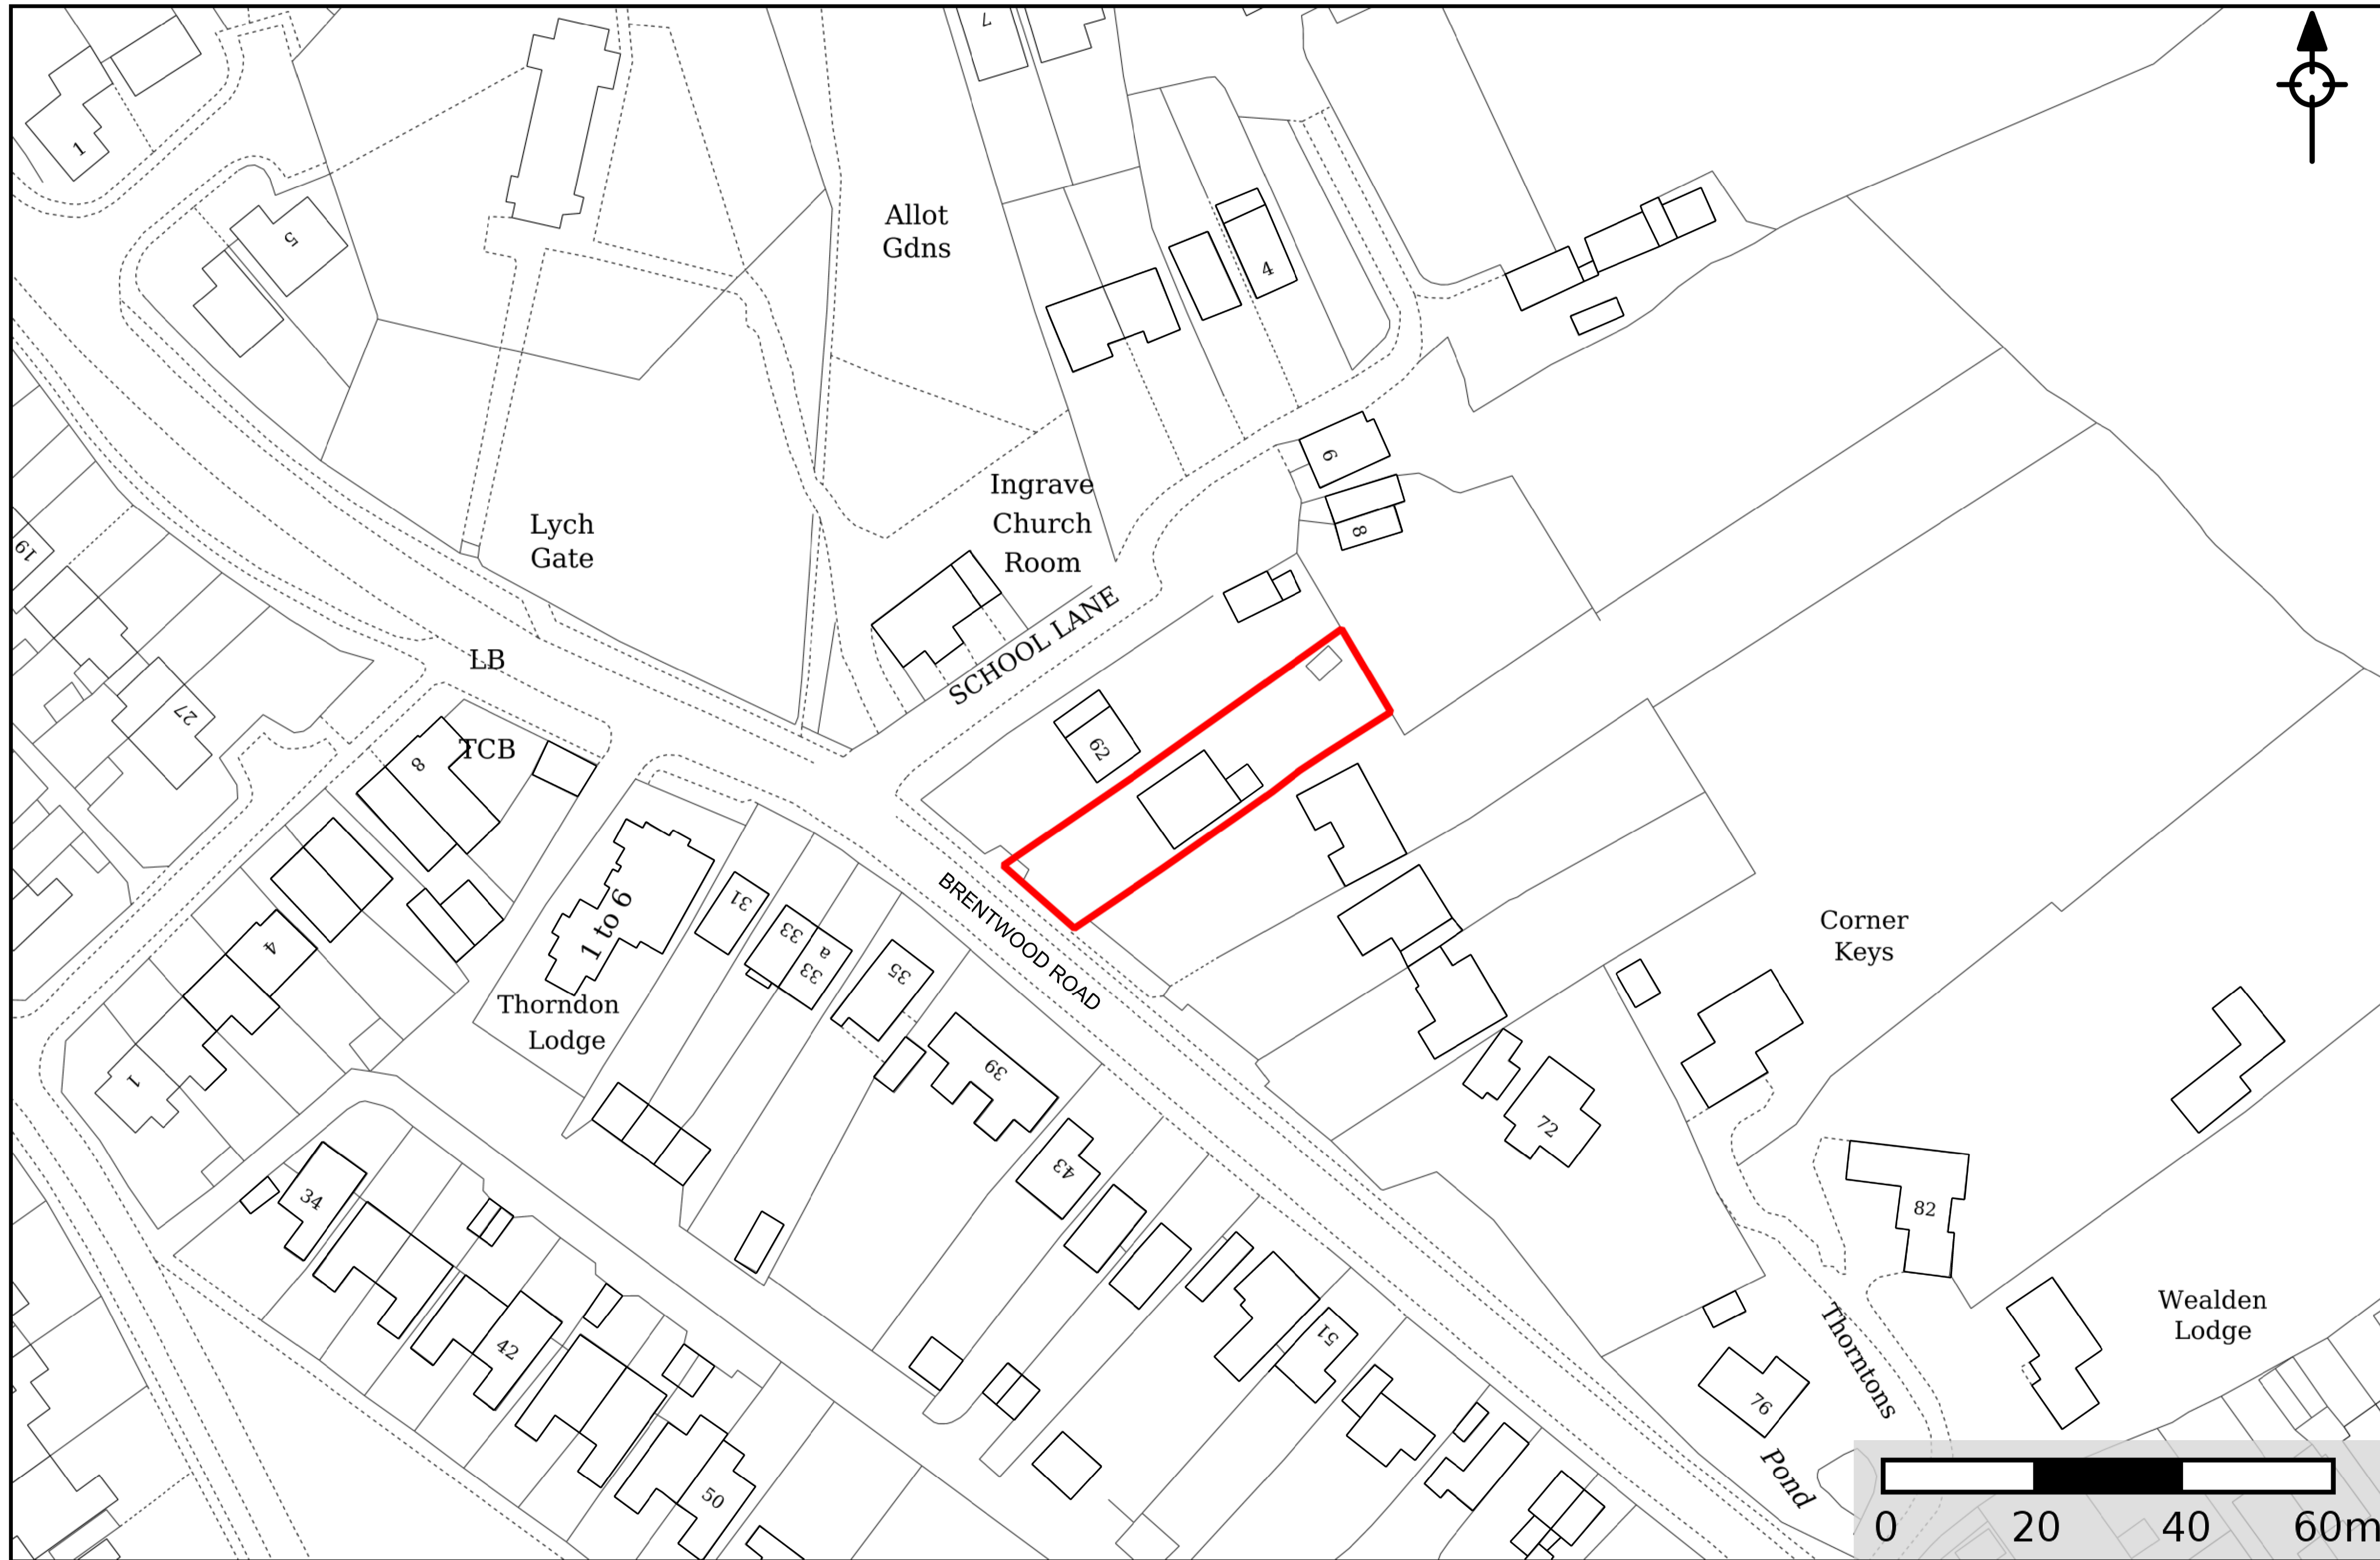 7
1
5
Allot
Gdns
4
6
8
Ingrave
Church
Room
Lych
Gate
SCHOOL LANE
19
LB
27
TCB
8
62
31
33
33
a
35
1 to 6
4
BRENTWOOD ROAD
Corner
Keys
Thorndon
Lodge
39
1
72
43
34
82
42
51
Wealden
Lodge
Thorntons
76
Pond
50
0
20
40
60m